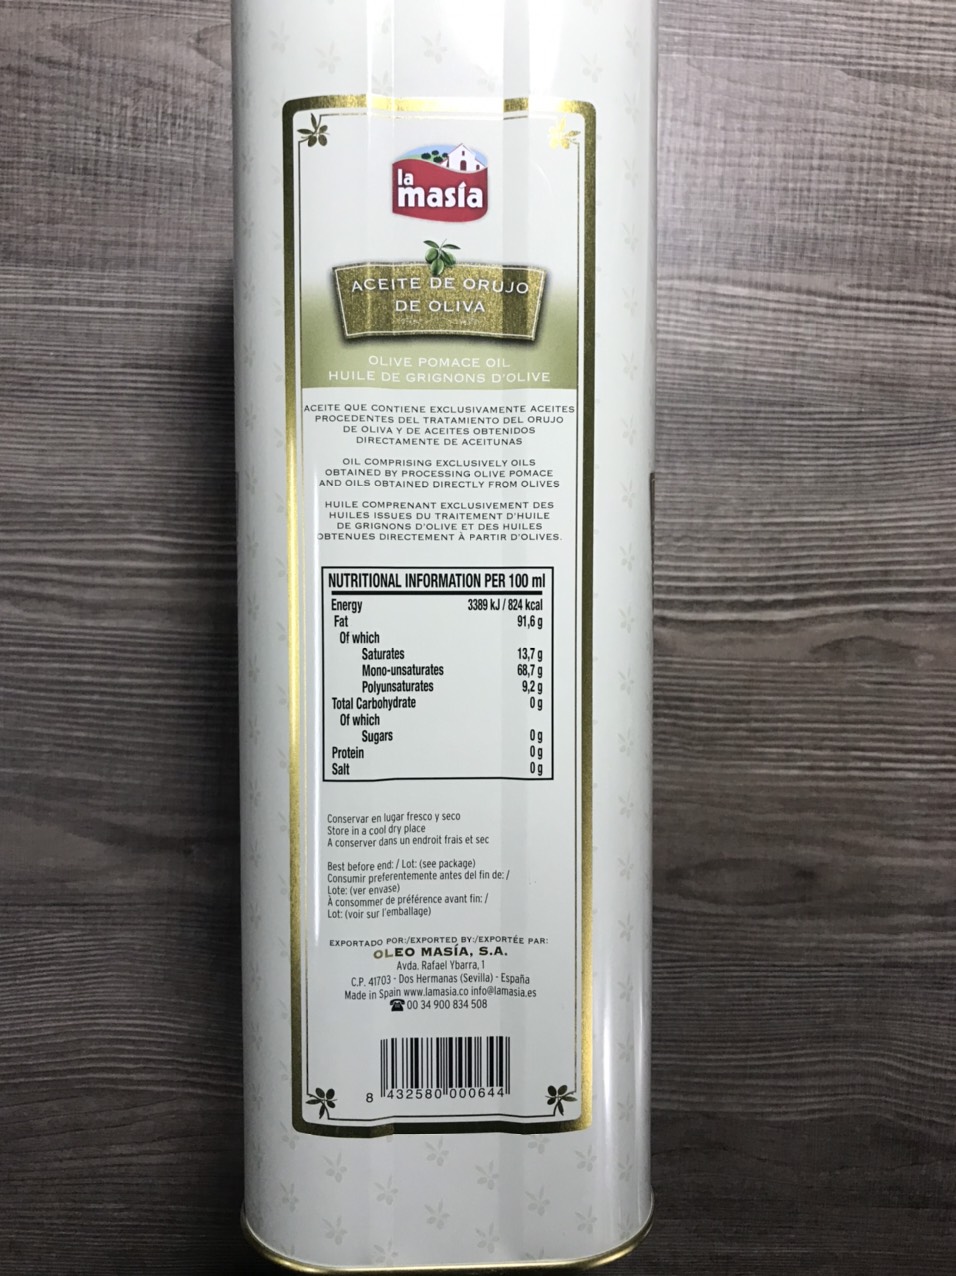 la
masía
ACEITE DE ORUJO
DE OLIVA
OLIVE POMACE OIL
HUILE DE GRIGNONS D'OLIVE
ACEITE QUE CONTIENE EXCLUSIVAMENTE ACEITES
PROCEDENTES DEL TRATAMIENTO DEL ORUJO
DE OLIVA Y DE ACEITES OBTENIDOS
DIRECTAMENTE DE ACEITUNAS
OIL COMPRISING EXCLUSIVELY OILS
OBTAINED BY PROCESSING OLIVE POMACE
AND OILS OBTAINED DIRECTLY FROM OLIVES
HUILE COMPRENANT EXCLUSIVEMENT DES
HUILES ISSUES DU TRAITEMENT D'HUILE
DE GRIGNONS D'OLIVE ET DES HUILES
OBTENUES DIRECTEMENT À PARTIR D'OLIVES.
NUTRITIONAL INFORMATION PER 100 ml
Energy 3389 kJ / 824 kcal
Fat 91,6 g
Of which
Saturates 13,7 g
Mono-unsaturates 68,7 g
Polyunsaturates 9,2 g
Total Carbohydrate 0 g
Of which
Sugars 0 g
Protein 0 g
Salt 0 g
Conservar en lugar fresco y seco
Store in a cool dry place
A conserver dans un endroit frais et sec
Best before end: / Lot: (see package)
Consumir preferentemente antes del fin de: /
Lote: (ver envase)
À consommer de préférence avant fin: /
Lot: (voir sur l'emballage)
EXPORTADO POR:/EXPORTED BY:/EXPORTÉE PAR:
OLEO MASÍA, S.A.
Avda. Rafael Ybarra, 1
C.P. 41703 - Dos Hermanas (Sevilla) - España
Made in Spain www.lamasia.co info@lamasia.es
☎ 00 34 900 834 508
8 432580 000644